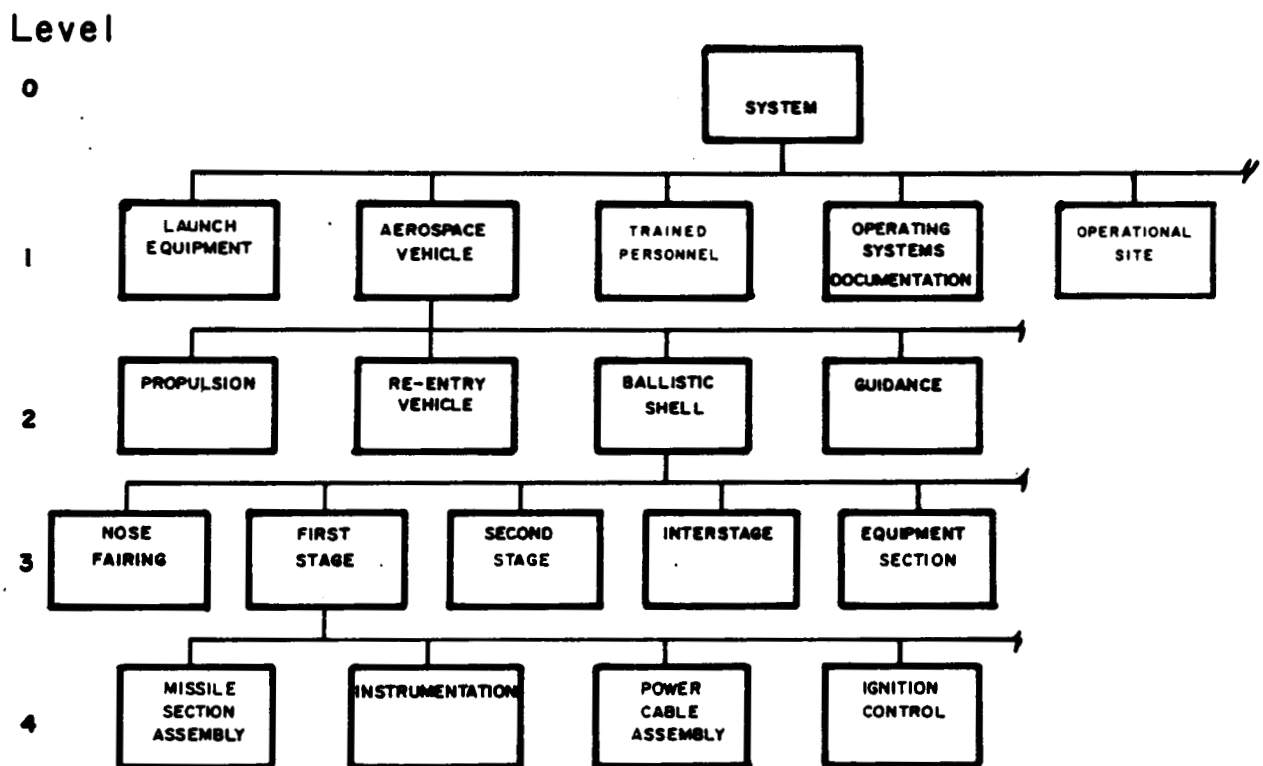 Level
0
SYSTEM
1
LAUNCH
EQUIPMENT
AEROSPACE
VEHICLE
TRAINED
PERSONNEL
OPERATING
SYSTEMS
DOCUMENTATION
OPERATIONAL
SITE
2
PROPULSION
RE-ENTRY
VEHICLE
BALLISTIC
SHELL
GUIDANCE
3
NOSE
FAIRING
FIRST
STAGE
SECOND
STAGE
INTERSTAGE
EQUIPMENT
SECTION
4
MISSILE
SECTION
ASSEMBLY
INSTRUMENTATION
POWER
CABLE
ASSEMBLY
IGNITION
CONTROL